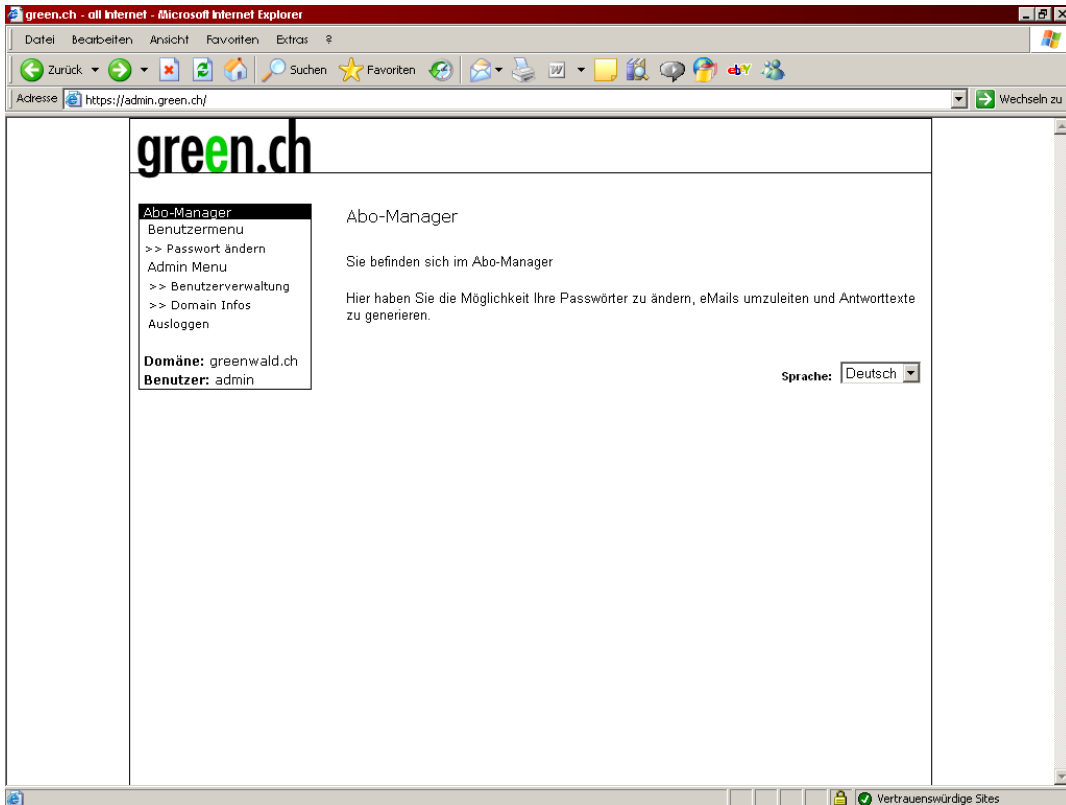 green.ch - all Internet - Microsoft Internet Explorer
Datei Bearbeiten Ansicht Favoriten Extras ?
Zurück Suchen Favoriten
Adresse https://admin.green.ch/ Wechseln zu
green.ch
Abo-Manager
Benutzermenu
>> Passwort ändern
Admin Menu
>> Benutzerverwaltung
>> Domain Infos
Ausloggen
Domäne: greenwald.ch
Benutzer: admin
Abo-Manager
Sie befinden sich im Abo-Manager
Hier haben Sie die Möglichkeit Ihre Passwörter zu ändern, eMails umzuleiten und Antworttexte
zu generieren.
Sprache: Deutsch
Vertrauenswürdige Sites